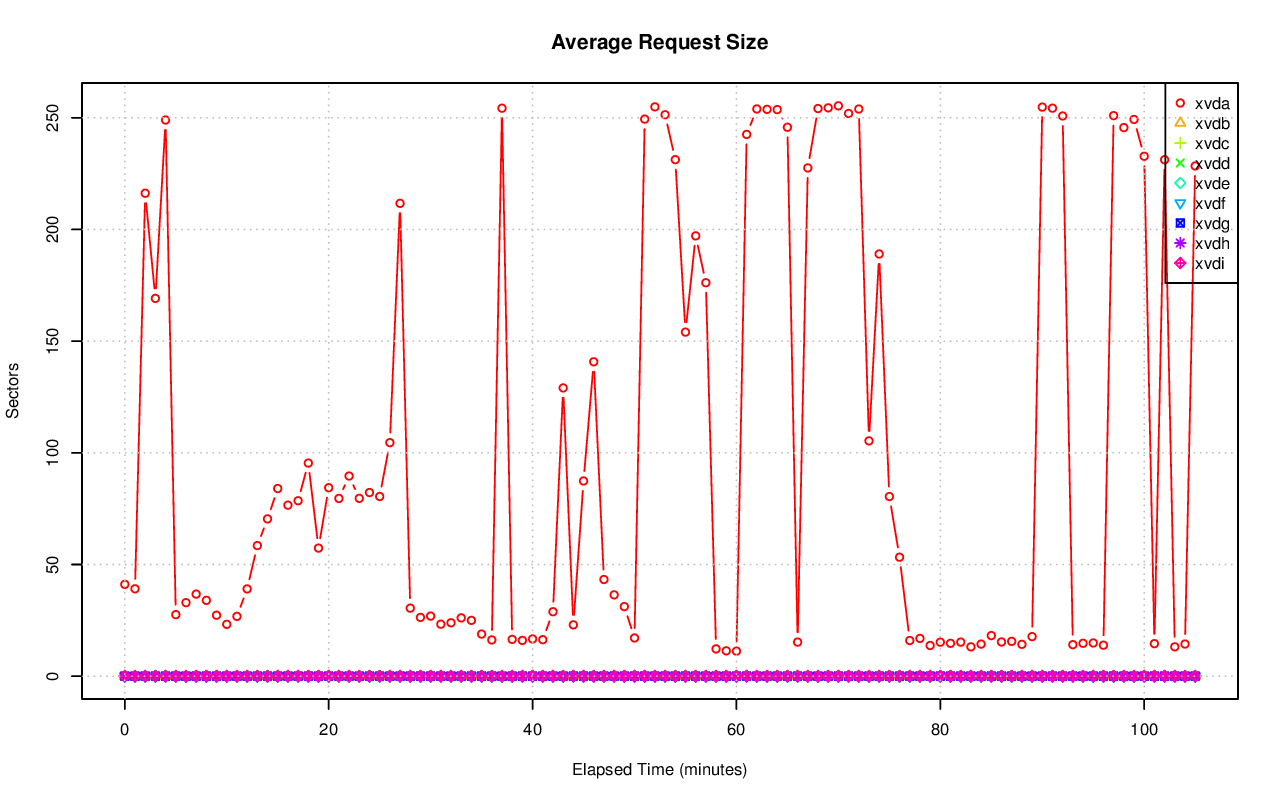 Average Request Size
Sectors
250
200
150
100
50
0
0 20 40 60 80 100
Elapsed Time (minutes)
xvda
xvdb
xvdc
xvdd
xvde
xvdf
xvdg
xvdh
xvdi